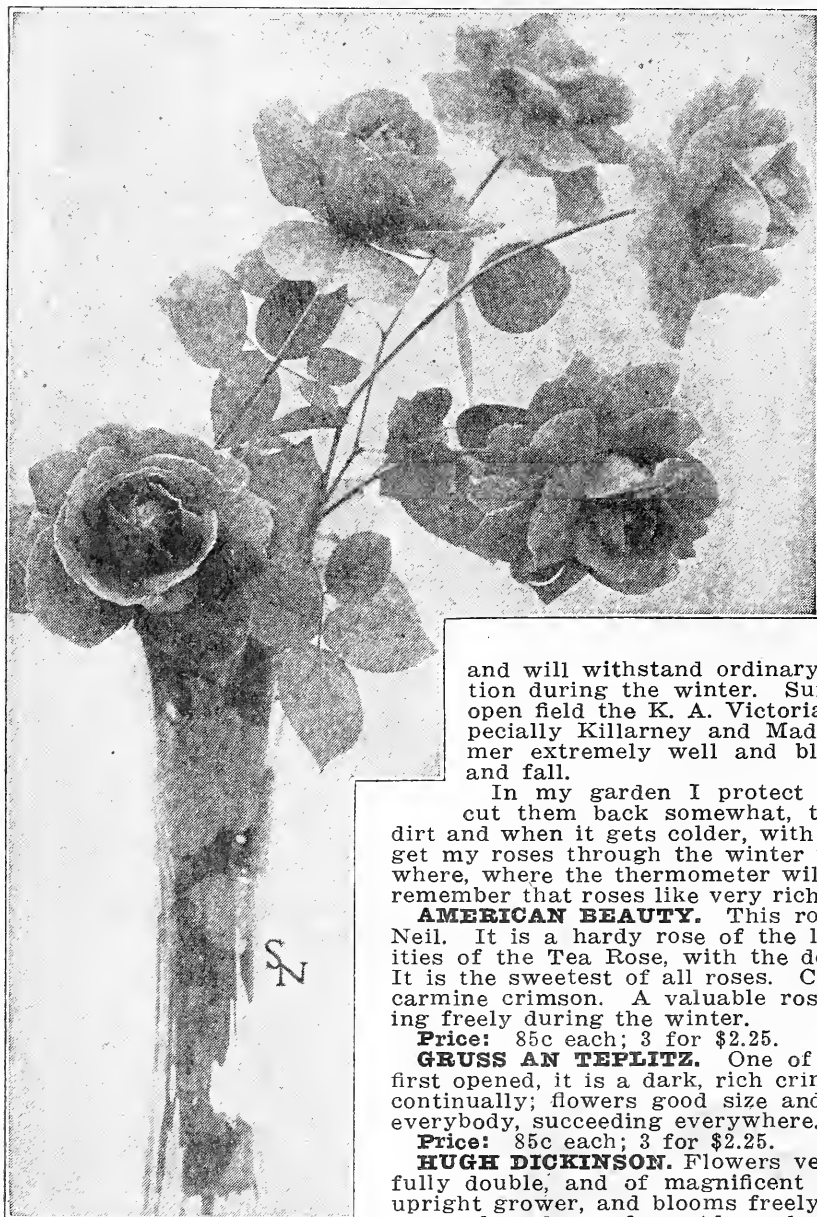 SN
and will withstand ordinary
tion during the winter. Su
open field the K. A. Victoria
pecially Killarney and Mad
mer extremely well and bl
and fall.
In my garden I protect
cut them back somewhat, t
dirt and when it gets colder, with
get my roses through the winter
where, where the thermometer wil
remember that roses like very rich
AMERICAN BEAUTY. This ro
Neil. It is a hardy rose of the l
ities of the Tea Rose, with the d
It is the sweetest of all roses. C
carmine crimson. A valuable ros
ing freely during the winter.
Price: 85c each; 3 for $2.25.
GRUSS AN TEPLITZ. One of
first opened, it is a dark, rich crin
continually; flowers good size and
everybody, succeeding everywhere.
Price: 85c each; 3 for $2.25.
HUGH DICKINSON. Flowers ve
fully double, and of magnificent
upright grower, and blooms freely